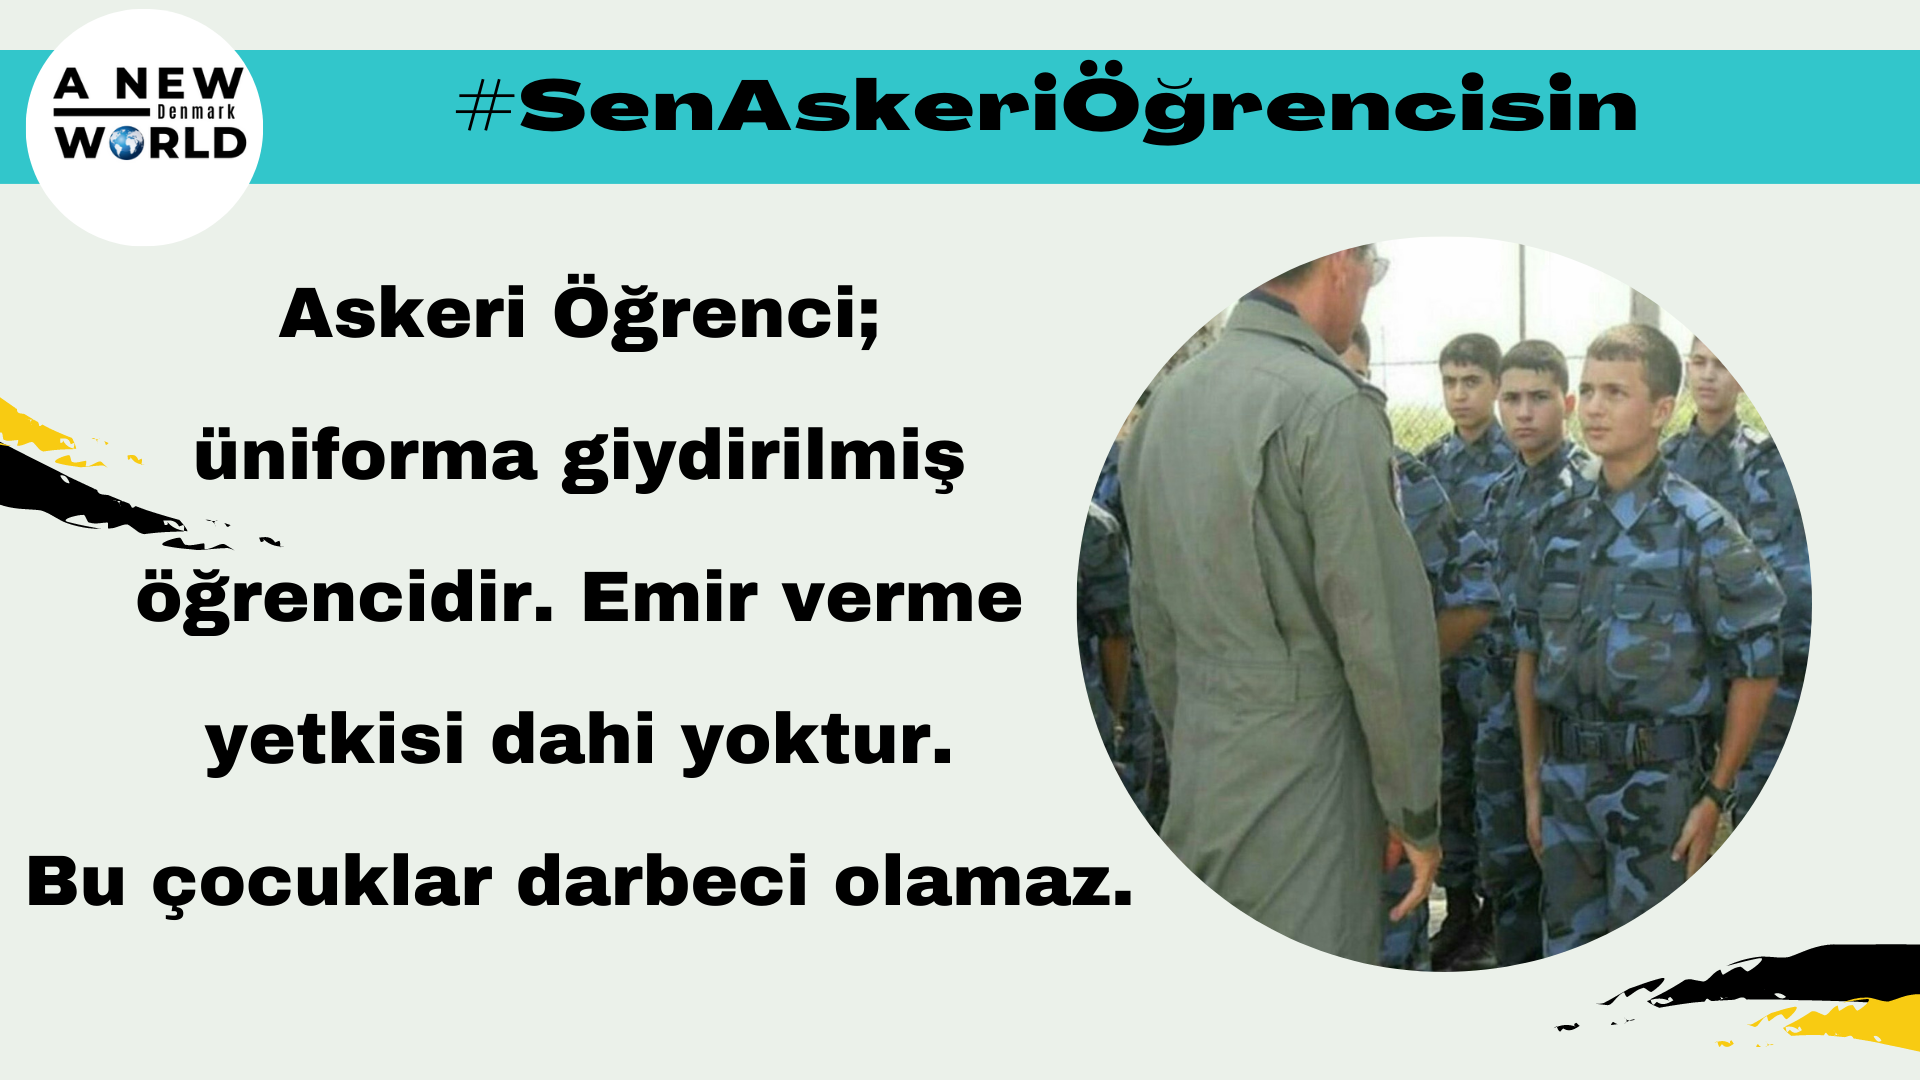 A NEW
Denmark
WORLD
#SenAskeriÖğrencisin
Askeri Öğrenci;
üniforma giydirilmiş
öğrencidir. Emir verme
yetkisi dahi yoktur.
Bu çocuklar darbeci olamaz.